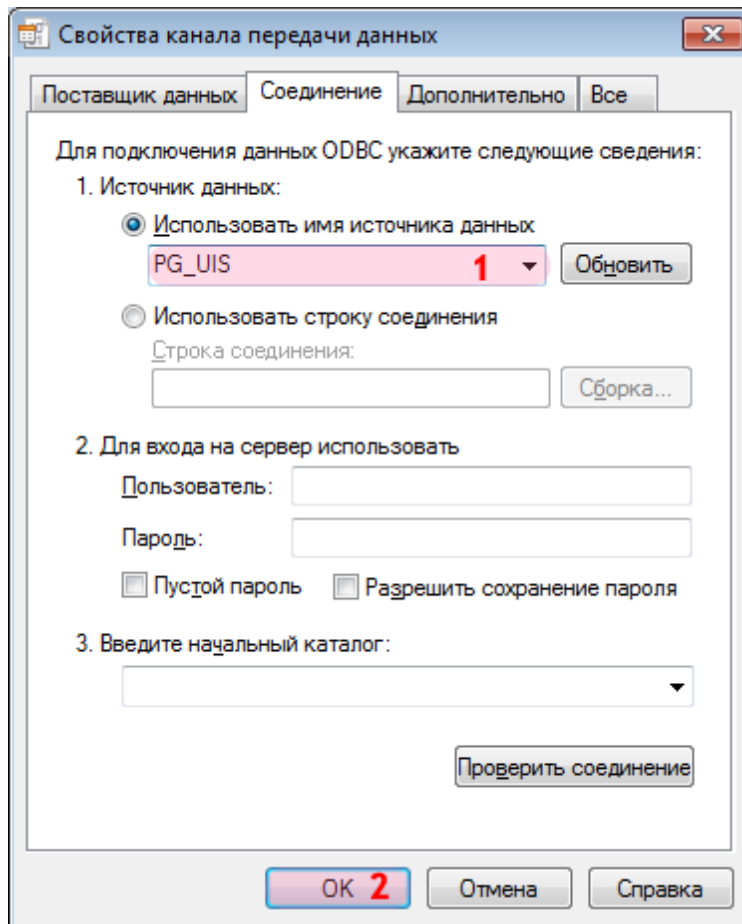 Свойства канала передачи данных
Поставщик данных Соединение Дополнительно Все
Для подключения данных ODBC укажите следующие сведения:
1. Источник данных:
Использовать имя источника данных
PG_UIS 1 Обновить
Использовать строку соединения
Строка соединения:
Сборка...
2. Для входа на сервер использовать
Пользователь:
Пароль:
Пустой пароль Разрешить сохранение пароля
3. Введите начальный каталог:
Проверить соединение
OK 2 Отмена Справка